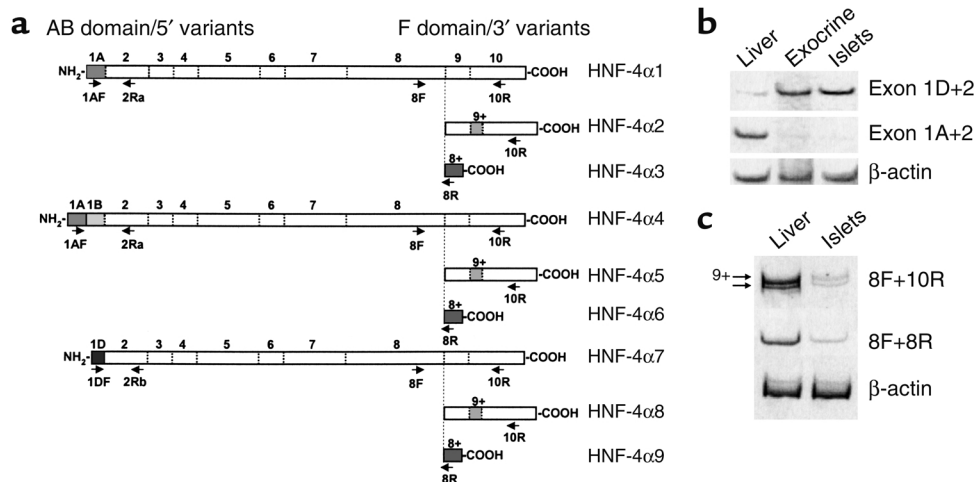 a
AB domain/5′ variants
F domain/3′ variants
1A 2 3 4 5 6 7 8 9 10
NH2- -COOH HNF-4α1
1AF 2Ra 8F 10R
9+
-COOH HNF-4α2
10R
8+
-COOH HNF-4α3
8R
1A 1B 2 3 4 5 6 7 8 9 10
NH2- -COOH HNF-4α4
1AF 2Ra 8F 10R
9+
-COOH HNF-4α5
10R
8+
-COOH HNF-4α6
8R
1D 2 3 4 5 6 7 8 9 10
NH2- -COOH HNF-4α7
1DF 2Rb 8F 10R
9+
-COOH HNF-4α8
10R
8+
-COOH HNF-4α9
8R
b
Liver Exocrine Islets
Exon 1D+2
Exon 1A+2
β-actin
c
Liver Islets
9+ 8F+10R
8F+8R
β-actin